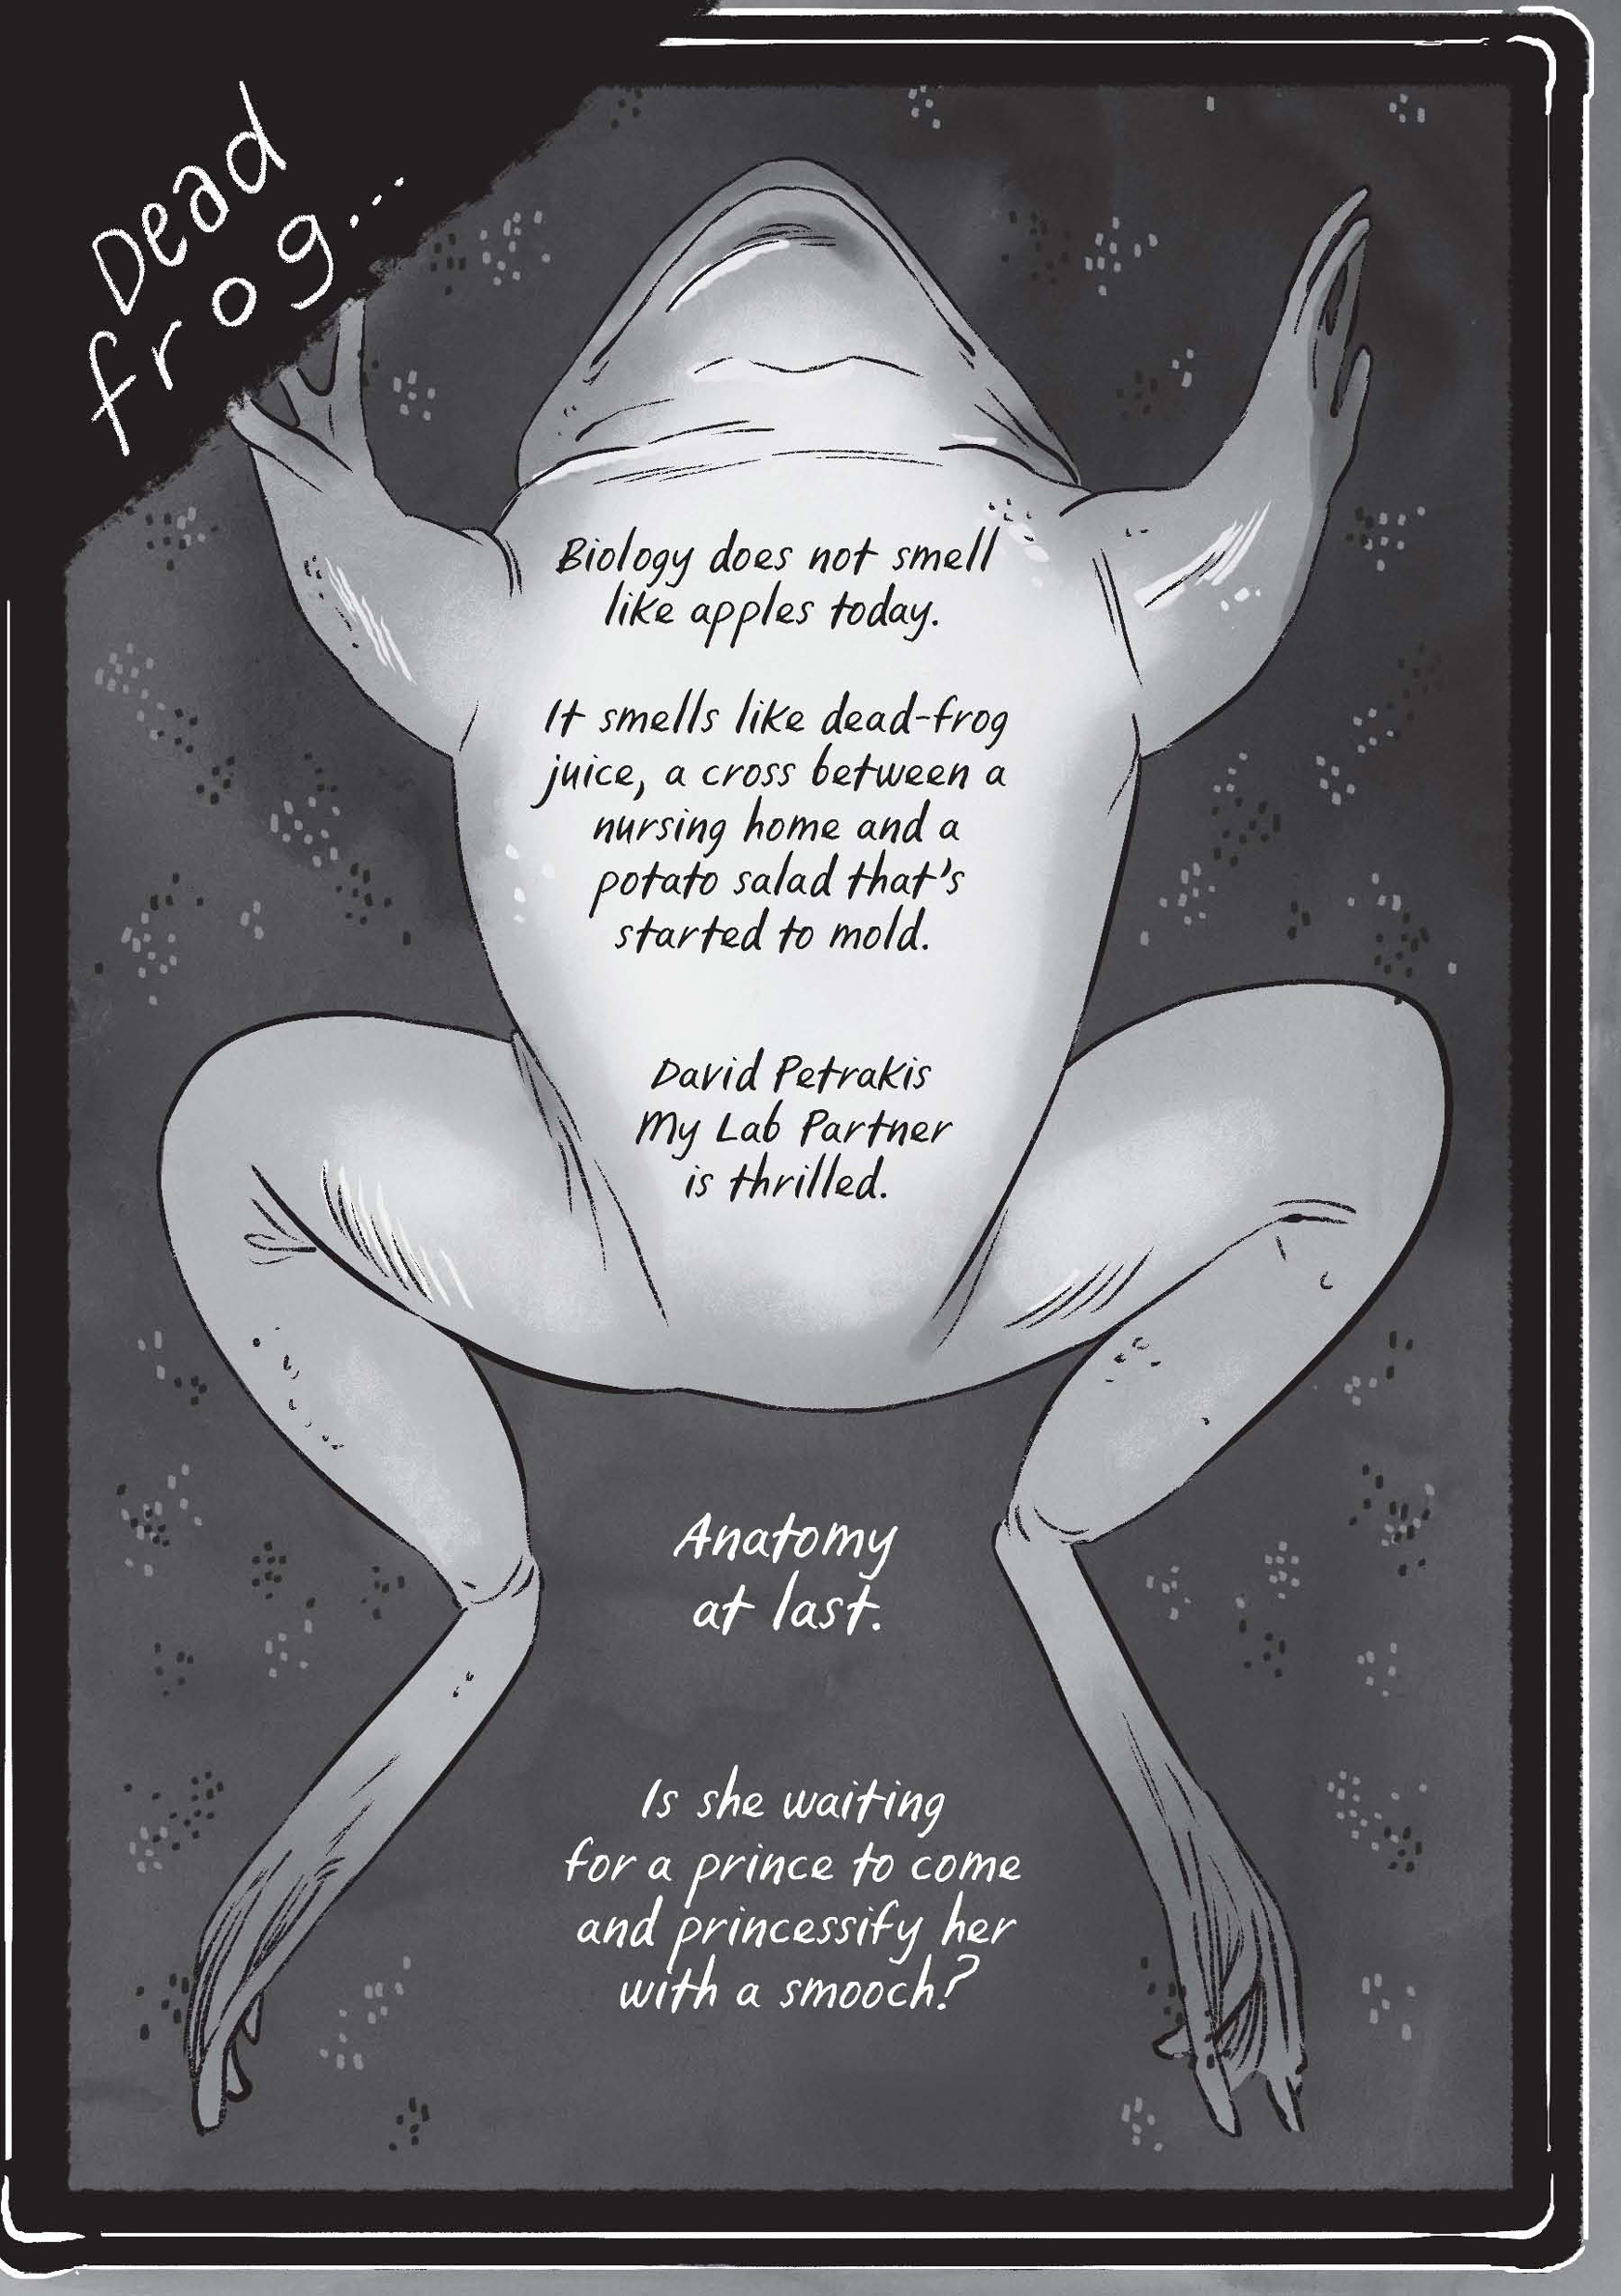 Dead
frog...
Biology does not smell
like apples today.
It smells like dead-frog
juice, a cross between a
nursing home and a
potato salad that's
started to mold.
David Petrakis
My Lab Partner
is thrilled.
Anatomy
at last.
Is she waiting
for a prince to come
and princessify her
with a smooch?